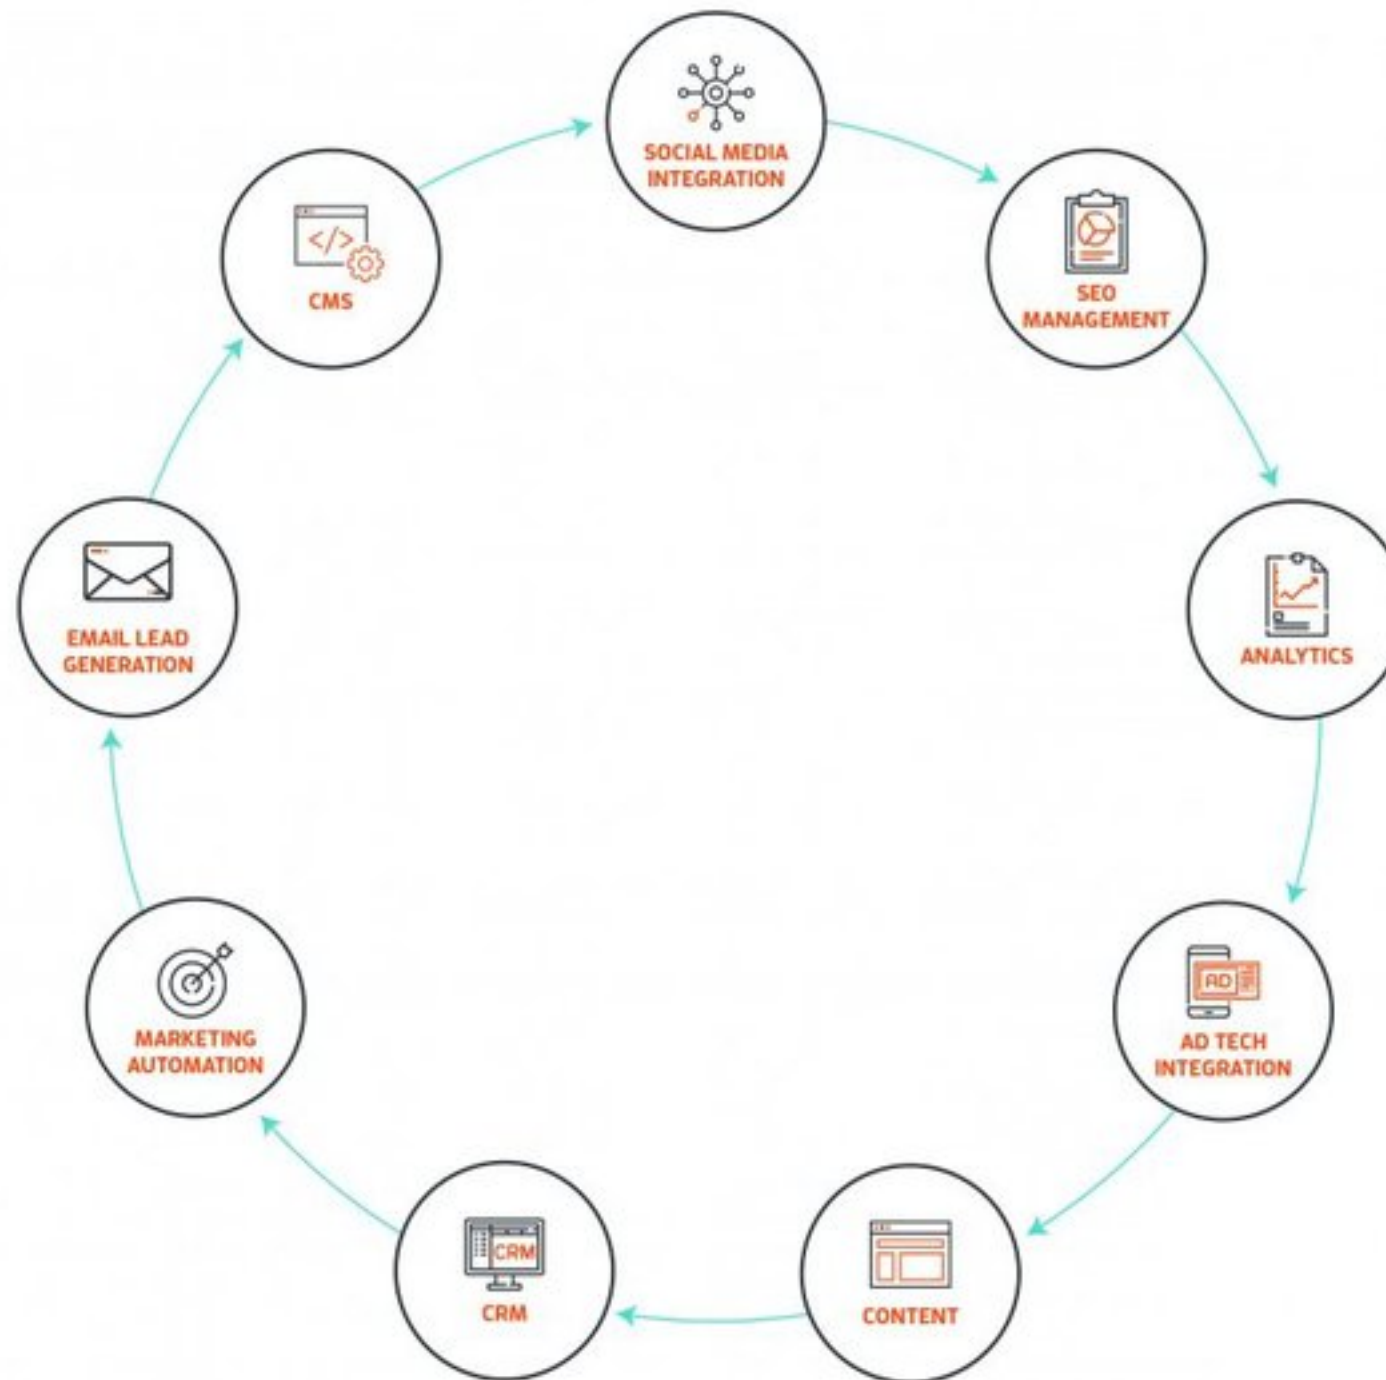 SOCIAL MEDIA
INTEGRATION
SEO
MANAGEMENT
ANALYTICS
AD
AD TECH
INTEGRATION
CONTENT
CRM
CRM
MARKETING
AUTOMATION
EMAIL LEAD
GENERATION
</>
CMS